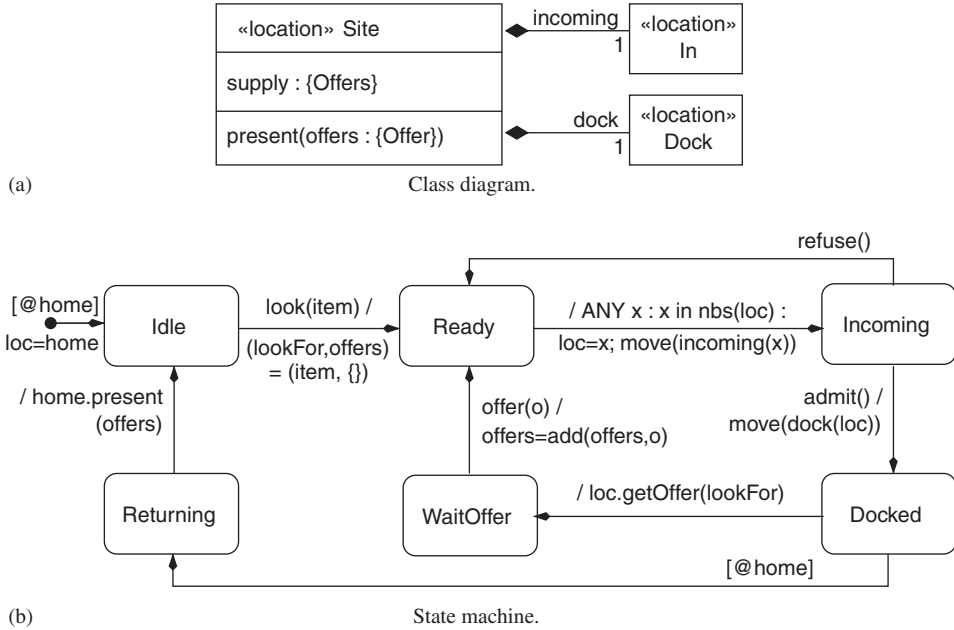 «location» Site
incoming
1
«location»
In
supply : {Offers}
present(offers : {Offer})
dock
1
«location»
Dock
(a)
Class diagram.
refuse()
[@home]
loc=home
Idle
look(item) /
(lookFor,offers)
= (item, {})
Ready
/ ANY x : x in nbs(loc) :
loc=x; move(incoming(x))
Incoming
/ home.present
(offers)
offer(o) /
offers=add(offers,o)
admit() /
move(dock(loc))
Returning
WaitOffer
/ loc.getOffer(lookFor)
Docked
[@home]
(b)
State machine.